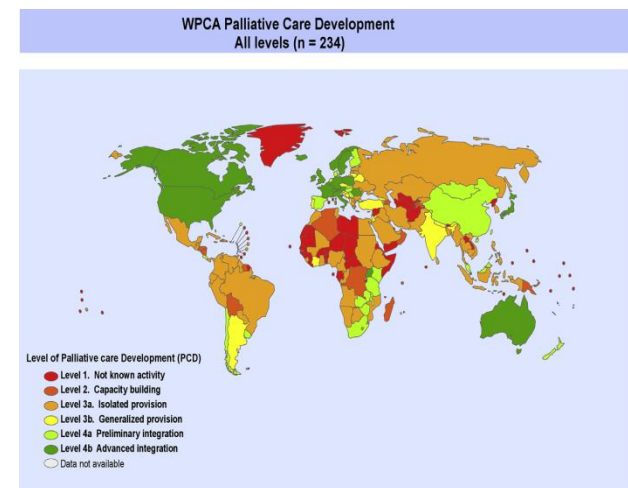 WPCA Palliative Care Development
All levels (n = 234)
Level of Palliative care Development (PCD)
Level 1. Not known activity
Level 2. Capacity building
Level 3a. Isolated provision
Level 3b. Generalized provision
Level 4a Preliminary integration
Level 4b Advanced integration
Data not available